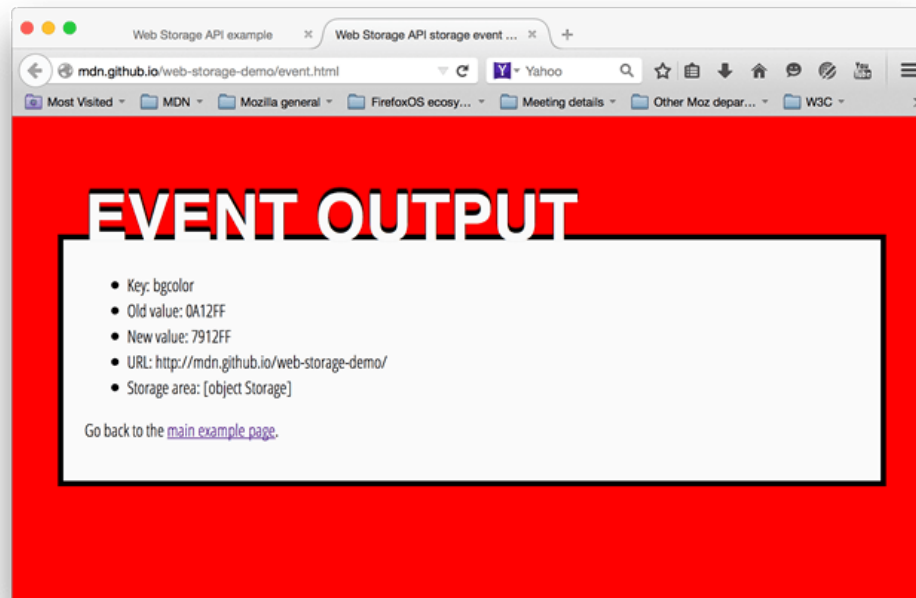 Web Storage API example
Web Storage API storage event ...
mdn.github.io/web-storage-demo/event.html
Yahoo
Most Visited MDN Mozilla general FirefoxOS ecosy... Meeting details Other Moz depar... W3C
EVENT OUTPUT
Key: bgcolor
Old value: 0A12FF
New value: 7912FF
URL: http://mdn.github.io/web-storage-demo/
Storage area: [object Storage]
Go back to the main example page.